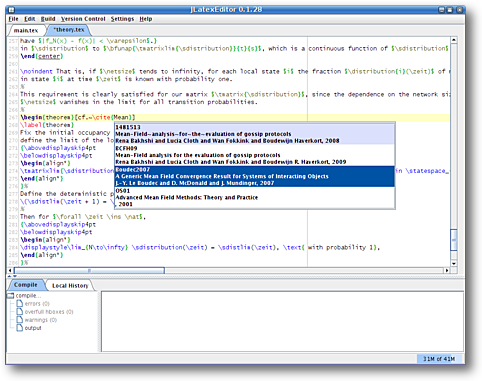 JLatexEditor 0.1.20
File Edit Build Version Control Settings Help
main.tex *theory.tex
have $|f_N(x) - f(x)| < \varepsilon$.}
in $\sdistribution$ to $\bfunap{\tmatrixlim{\sdistribution}}{t}{s}$, which is a continuous function of $\sdistribution$
\end{center}
\noindent That is, if $\netsize$ tends to infinity, for each local state $i$ the fraction $\distribution{i}(\zeit)$ of
in state $i$ at time $\zeit$ is known with probability one.
%
This requirement is clearly satisfied for our matrix $\tmatrix{\sdistribution}$, since the dependence on the network
$\netsize$ vanishes in the limit for all transition probabilities.
%
\begin{theorem}[cf.~\cite{Mean}]
\label{theorem}
Fix the initial occupancy
define the limit of the
{\abovedisplayskip4pt
\belowdisplayskip4pt
\begin{align*}
\tmatrixlim{\sdistribution
\end{align*}
}%
Define the deterministic
\(\sdistlim(\zeit + 1) =
%
Then for $\forall \zeit \ins \nat$,
{\abovedisplayskip4pt
\belowdisplayskip4pt
\begin{align*}
\displaystyle\lim_{N\to\infty} \sdistribution(\zeit) = \sdistlim(\zeit), \text{ with probability 1},
\end{align*}
}%
1481513
Mean-Field-analysis-for-the-evaluation of gossip protocols
Rena Bakhshi and Lucia Cloth and Wan Fokkink and Boudewijn Haverkort, 2008
BCFH09
Mean-Field analysis for the evaluation of gossip protocols
Rena Bakhshi and Lucia Cloth and Wan Fokkink and Boudewijn R. Haverkort, 2009
Boudec2007
A Generic Mean Field Convergence Result for Systems of Interacting Objects
J.-Y. Le Boudec and D. McDonald and J. Mundinger, 2007
OS01
Advanced Mean Field Methods: Theory and Practice
, 2001
in \statespace_
Compile Local History
compile...
errors (0)
overfull hboxes (0)
warnings (0)
output
31M of 41M